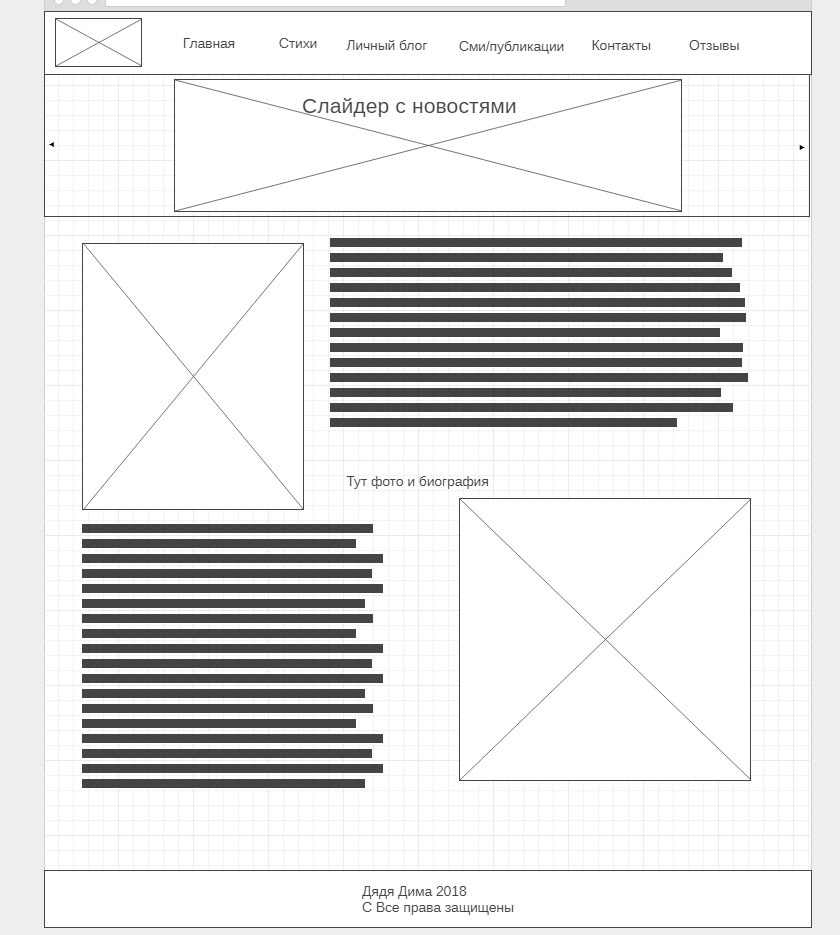 Главная
Стихи
Личный блог
Сми/публикации
Контакты
Отзывы
Слайдер с новостями
Тут фото и биография
Дядя Дима 2018
С Все права защищены